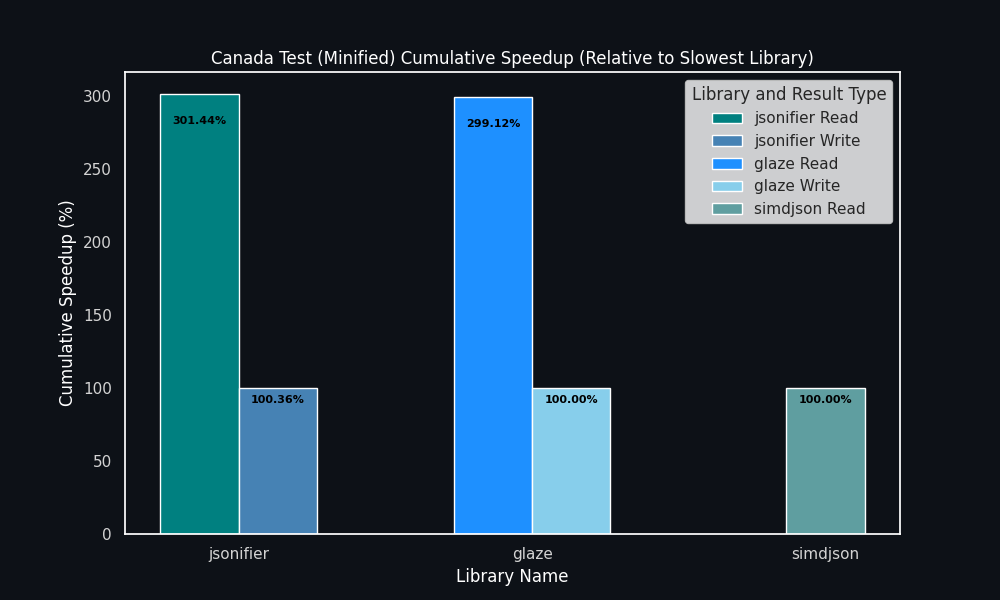 Canada Test (Minified) Cumulative Speedup (Relative to Slowest Library)
Cumulative Speedup (%)
300
250
200
150
100
50
0
301.44%
100.36%
299.12%
100.00%
100.00%
Library and Result Type
jsonifier Read
jsonifier Write
glaze Read
glaze Write
simdjson Read
jsonifier
glaze
simdjson
Library Name